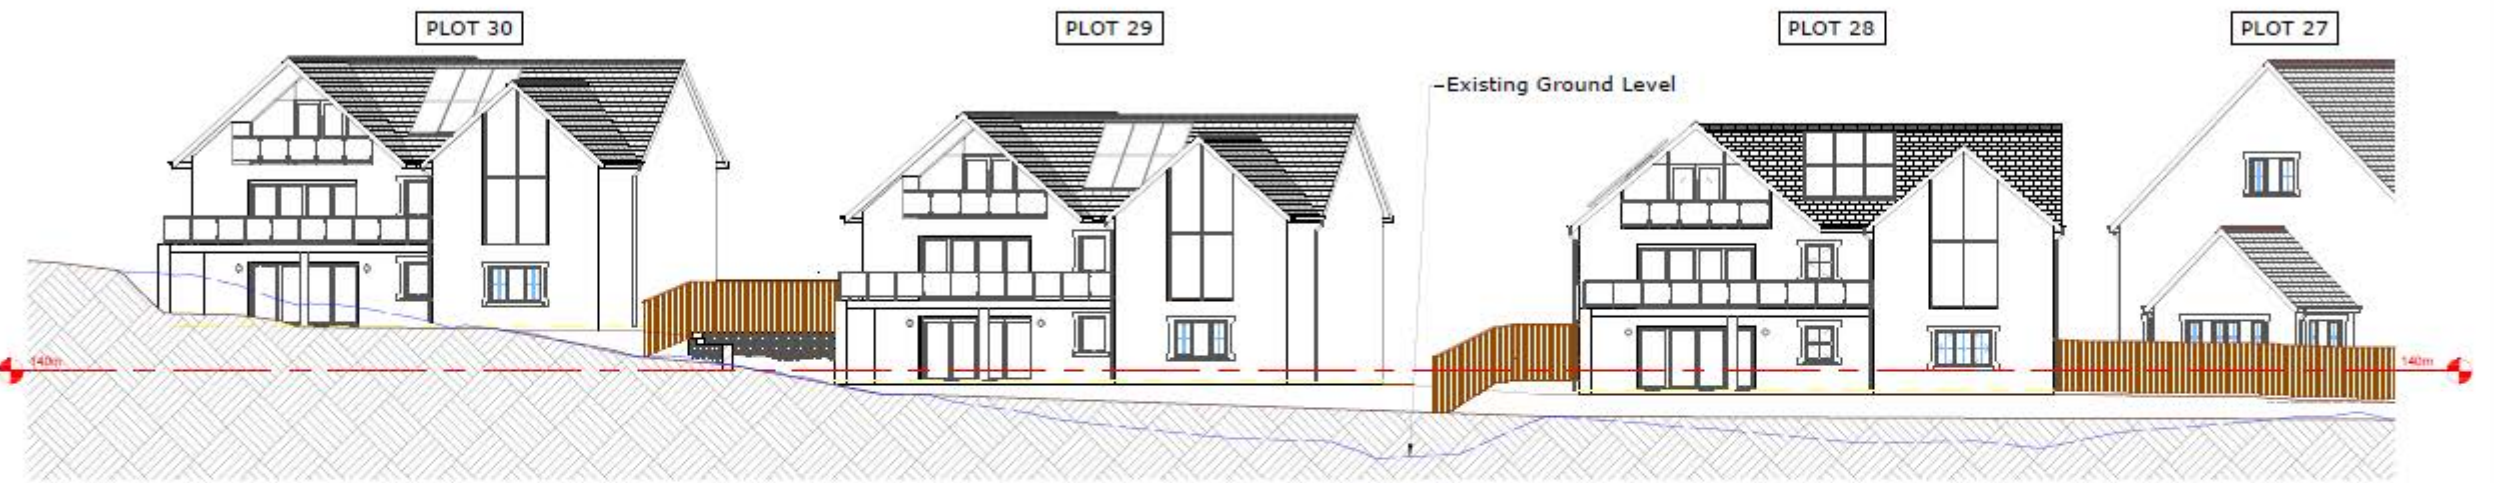 PLOT 30
PLOT 29
PLOT 28
PLOT 27
Existing Ground Level
140m
140m